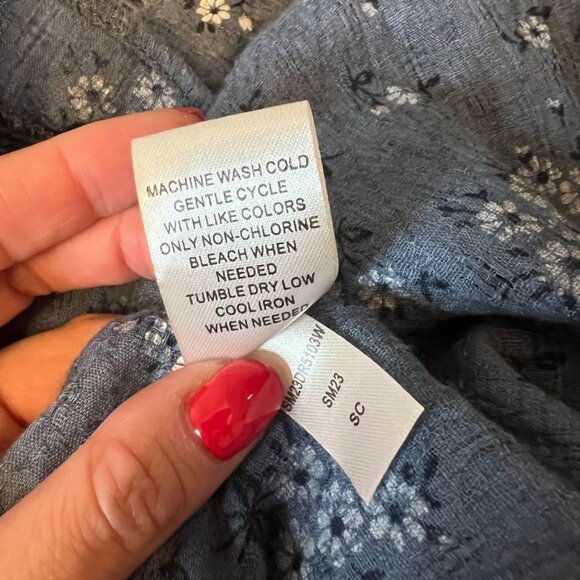 MACHINE WASH COLD
GENTLE CYCLE
WITH LIKE COLORS
ONLY NON-CHLORINE
BLEACH WHEN
NEEDED
TUMBLE DRY LOW
COOL IRON
WHEN NEEDED
SM23DR5103W
SM23
SC